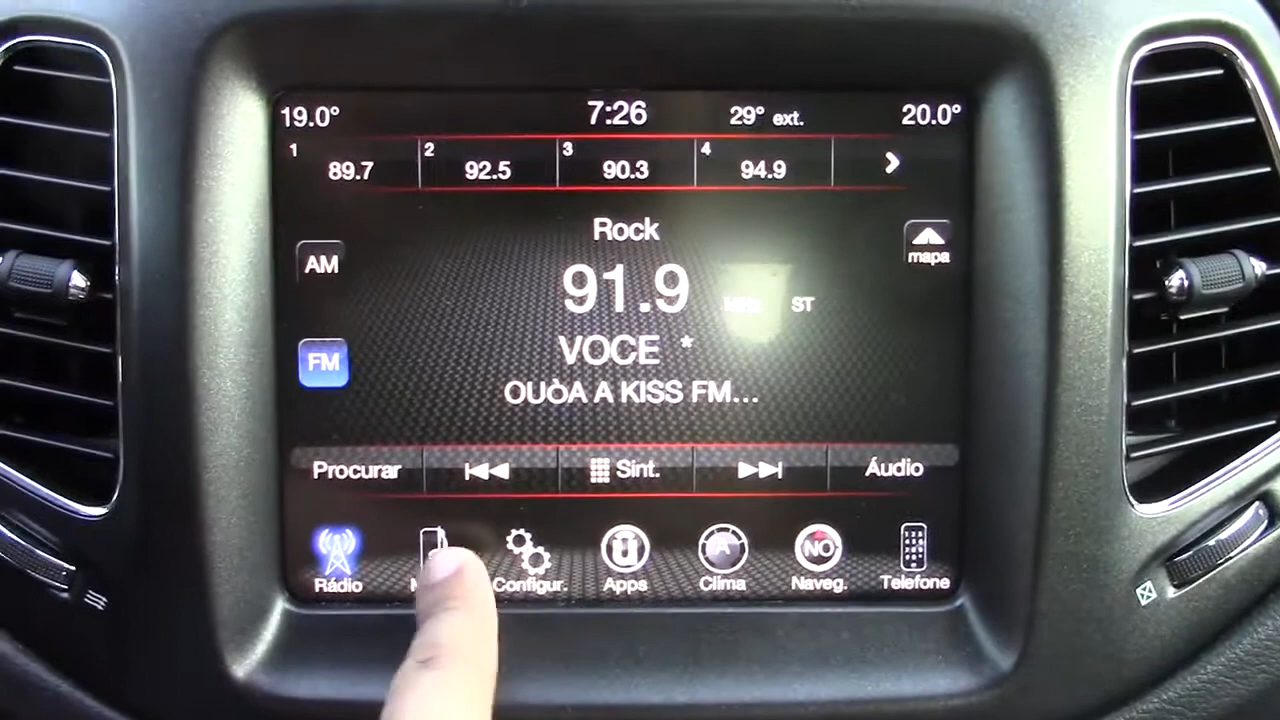 19.0° 7:26 29° ext. 20.0°
1 89.7 2 92.5 3 90.3 4 94.9
Rock
mapa
AM
91.9 MHz ST
VOCE *
FM
OUÒA A KISS FM...
Procurar Sint. Áudio
Rádio Configur. Apps Clima Naveg. Telefone